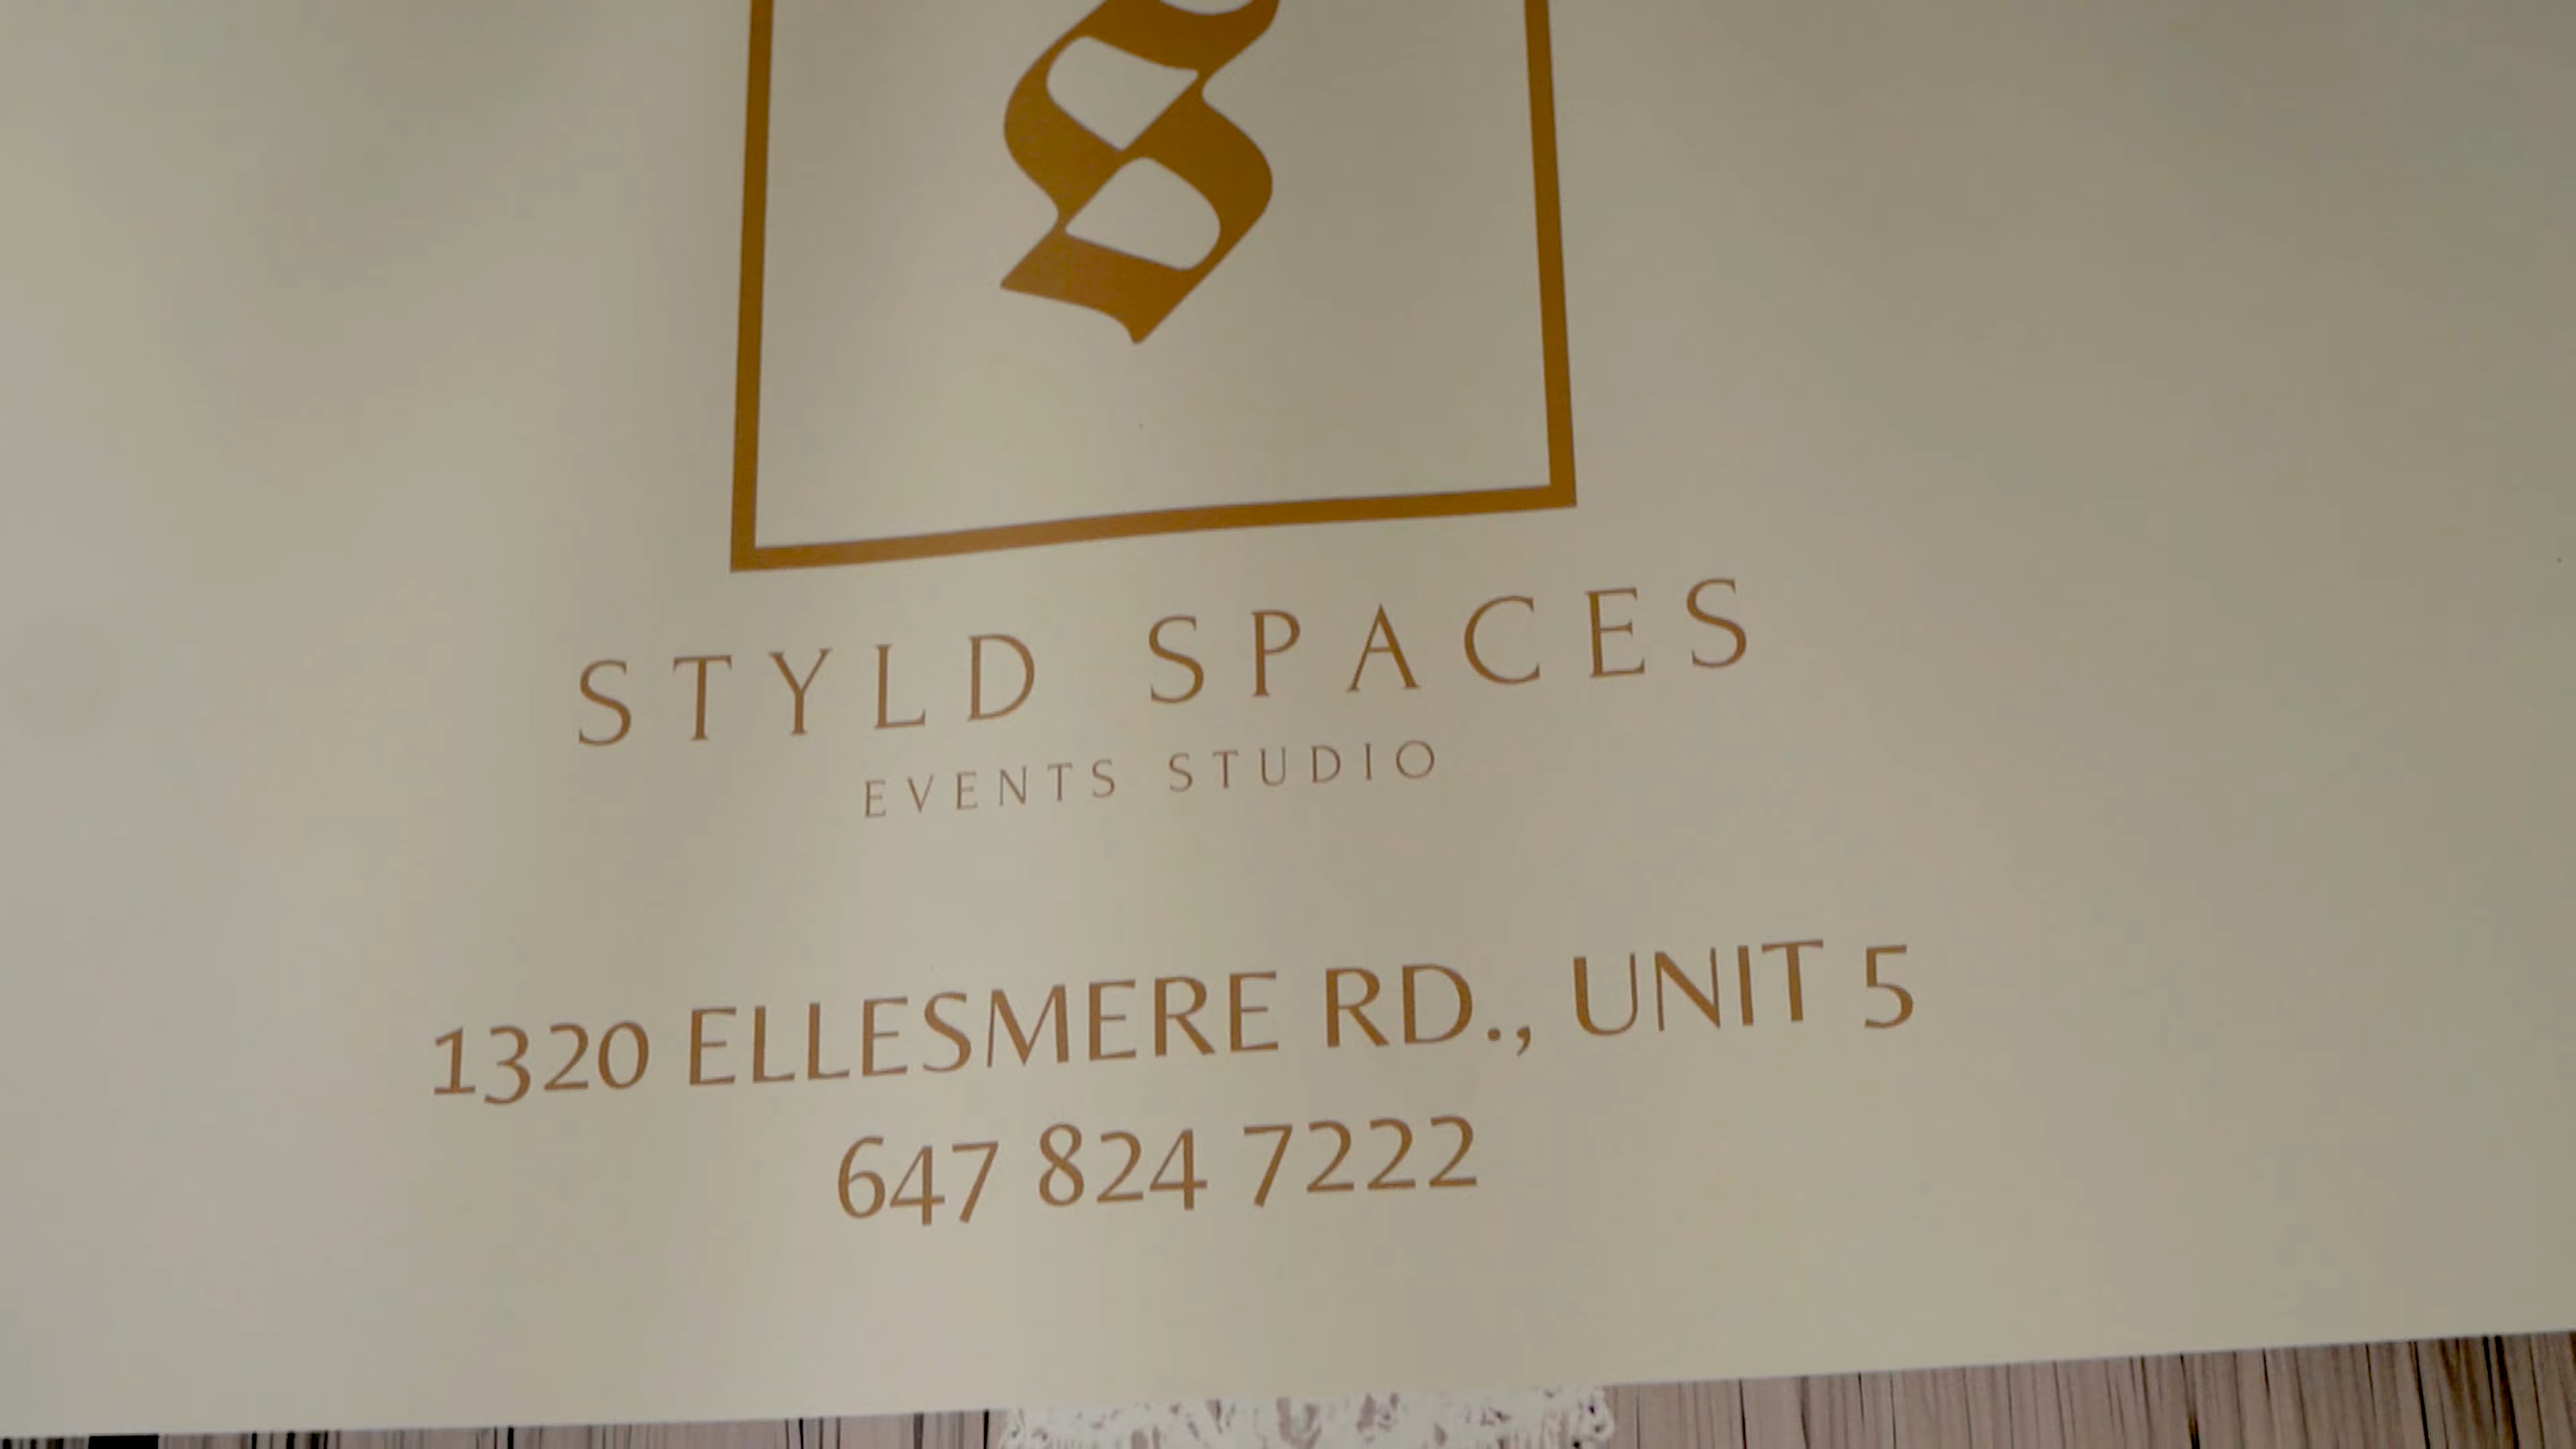 S
STYLD SPACES
EVENTS STUDIO
1320 ELLESMERE RD., UNIT 5
647 824 7222